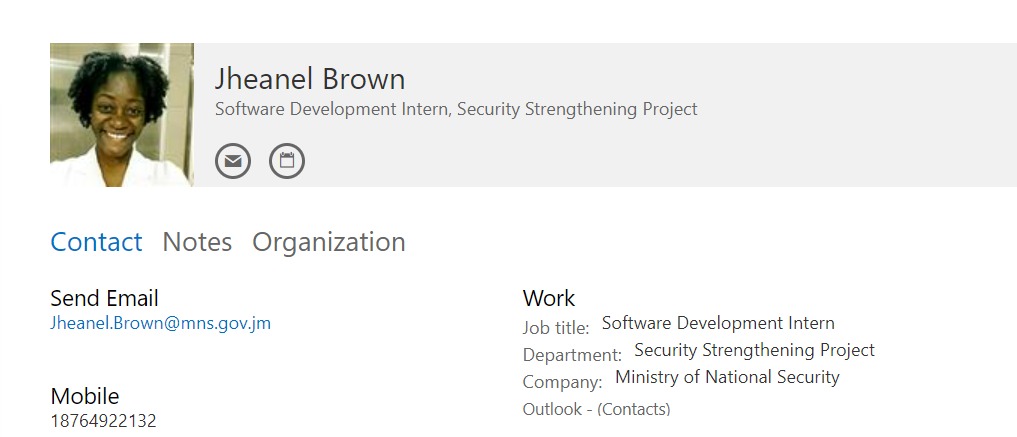 Jheanel Brown
Software Development Intern, Security Strengthening Project
Contact Notes Organization
Send Email
Jheanel.Brown@mns.gov.jm
Mobile
18764922132
Work
Job title: Software Development Intern
Department: Security Strengthening Project
Company: Ministry of National Security
Outlook - (Contacts)